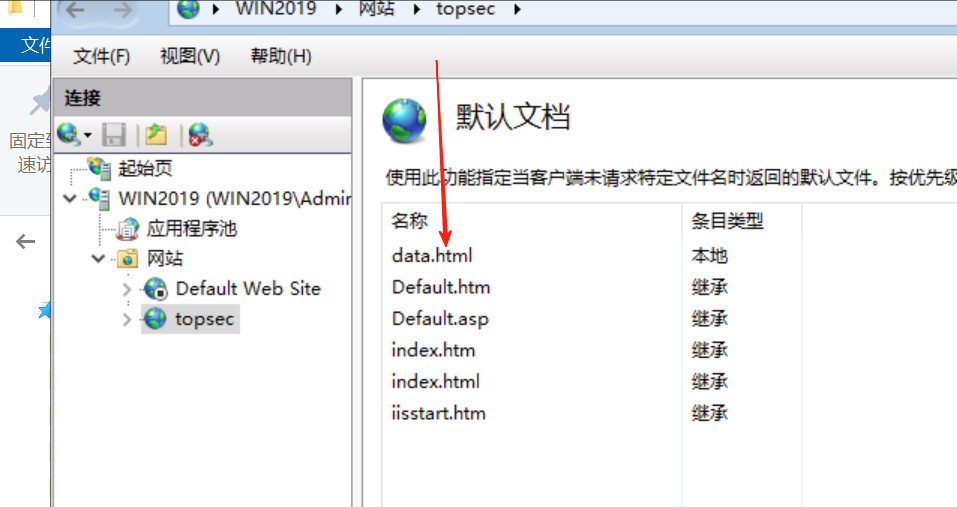 WIN2019 网站 topsec
文件(F) 视图(V) 帮助(H)
连接
起始页
WIN2019 (WIN2019\Admir
应用程序池
网站
Default Web Site
topsec
默认文档
使用此功能指定当客户端未请求特定文件名时返回的默认文件。按优先级
名称 条目类型
data.html 本地
Default.htm 继承
Default.asp 继承
index.htm 继承
index.html 继承
iisstart.htm 继承
文件
固定到
速访